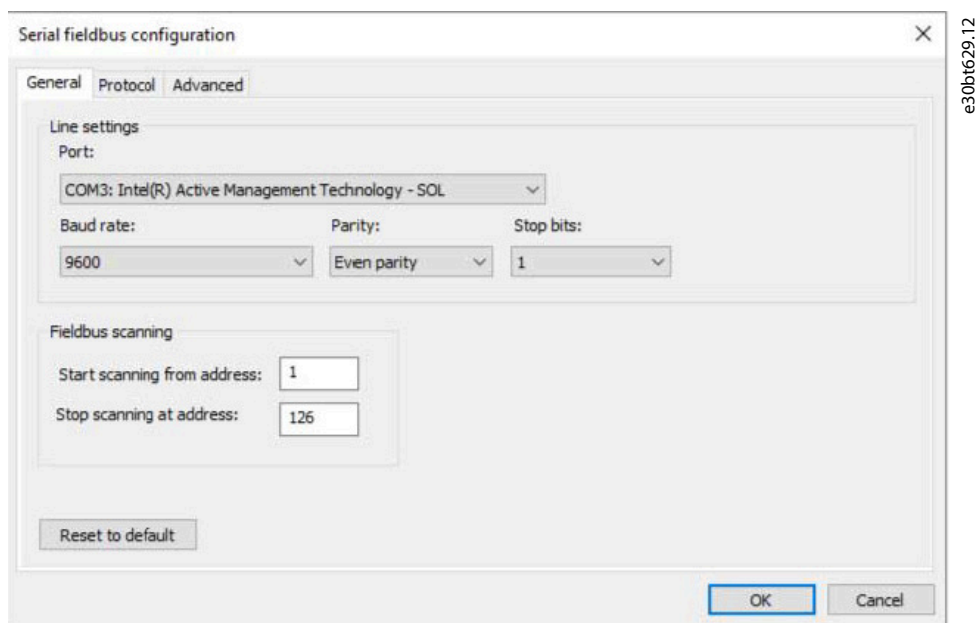 Serial fieldbus configuration
e30bt629.12
General Protocol Advanced
Line settings
Port:
COM3: Intel(R) Active Management Technology - SOL
Baud rate: Parity: Stop bits:
9600 Even parity 1
Fieldbus scanning
Start scanning from address: 1
Stop scanning at address: 126
Reset to default
OK Cancel